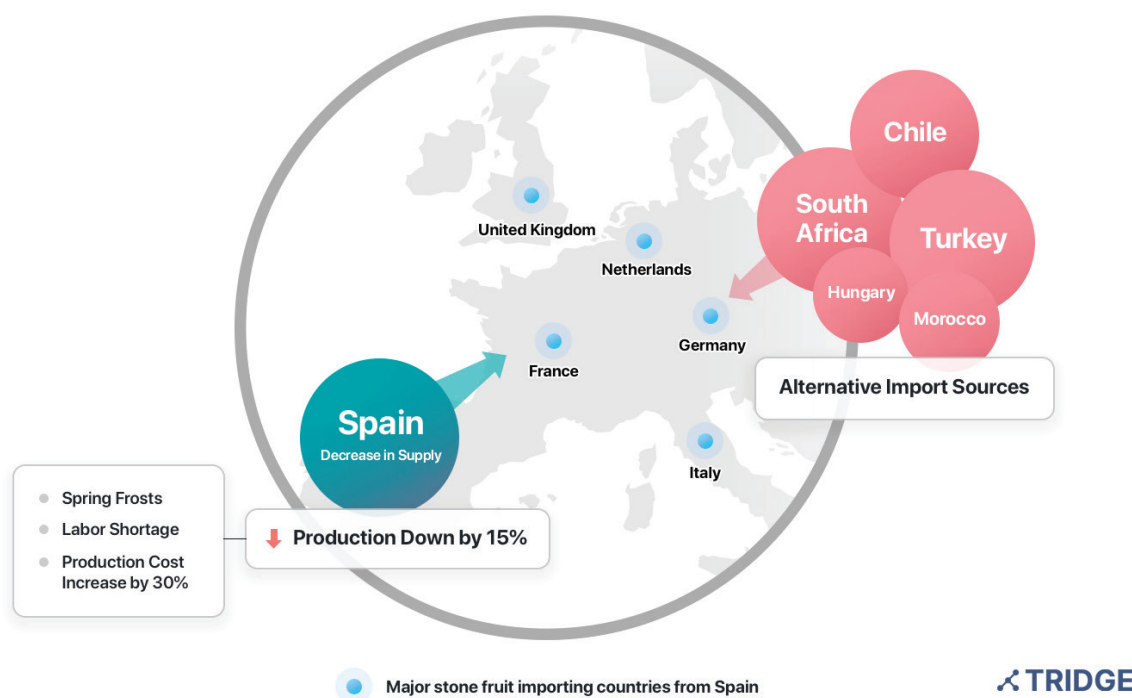 Chile
South
Africa
Turkey
Hungary
Morocco
Alternative Import Sources
United Kingdom
Netherlands
Germany
France
Italy
Spain
Decrease in Supply
Production Down by 15%
Spring Frosts
Labor Shortage
Production Cost
Increase by 30%
Major stone fruit importing countries from Spain
TRIDGE